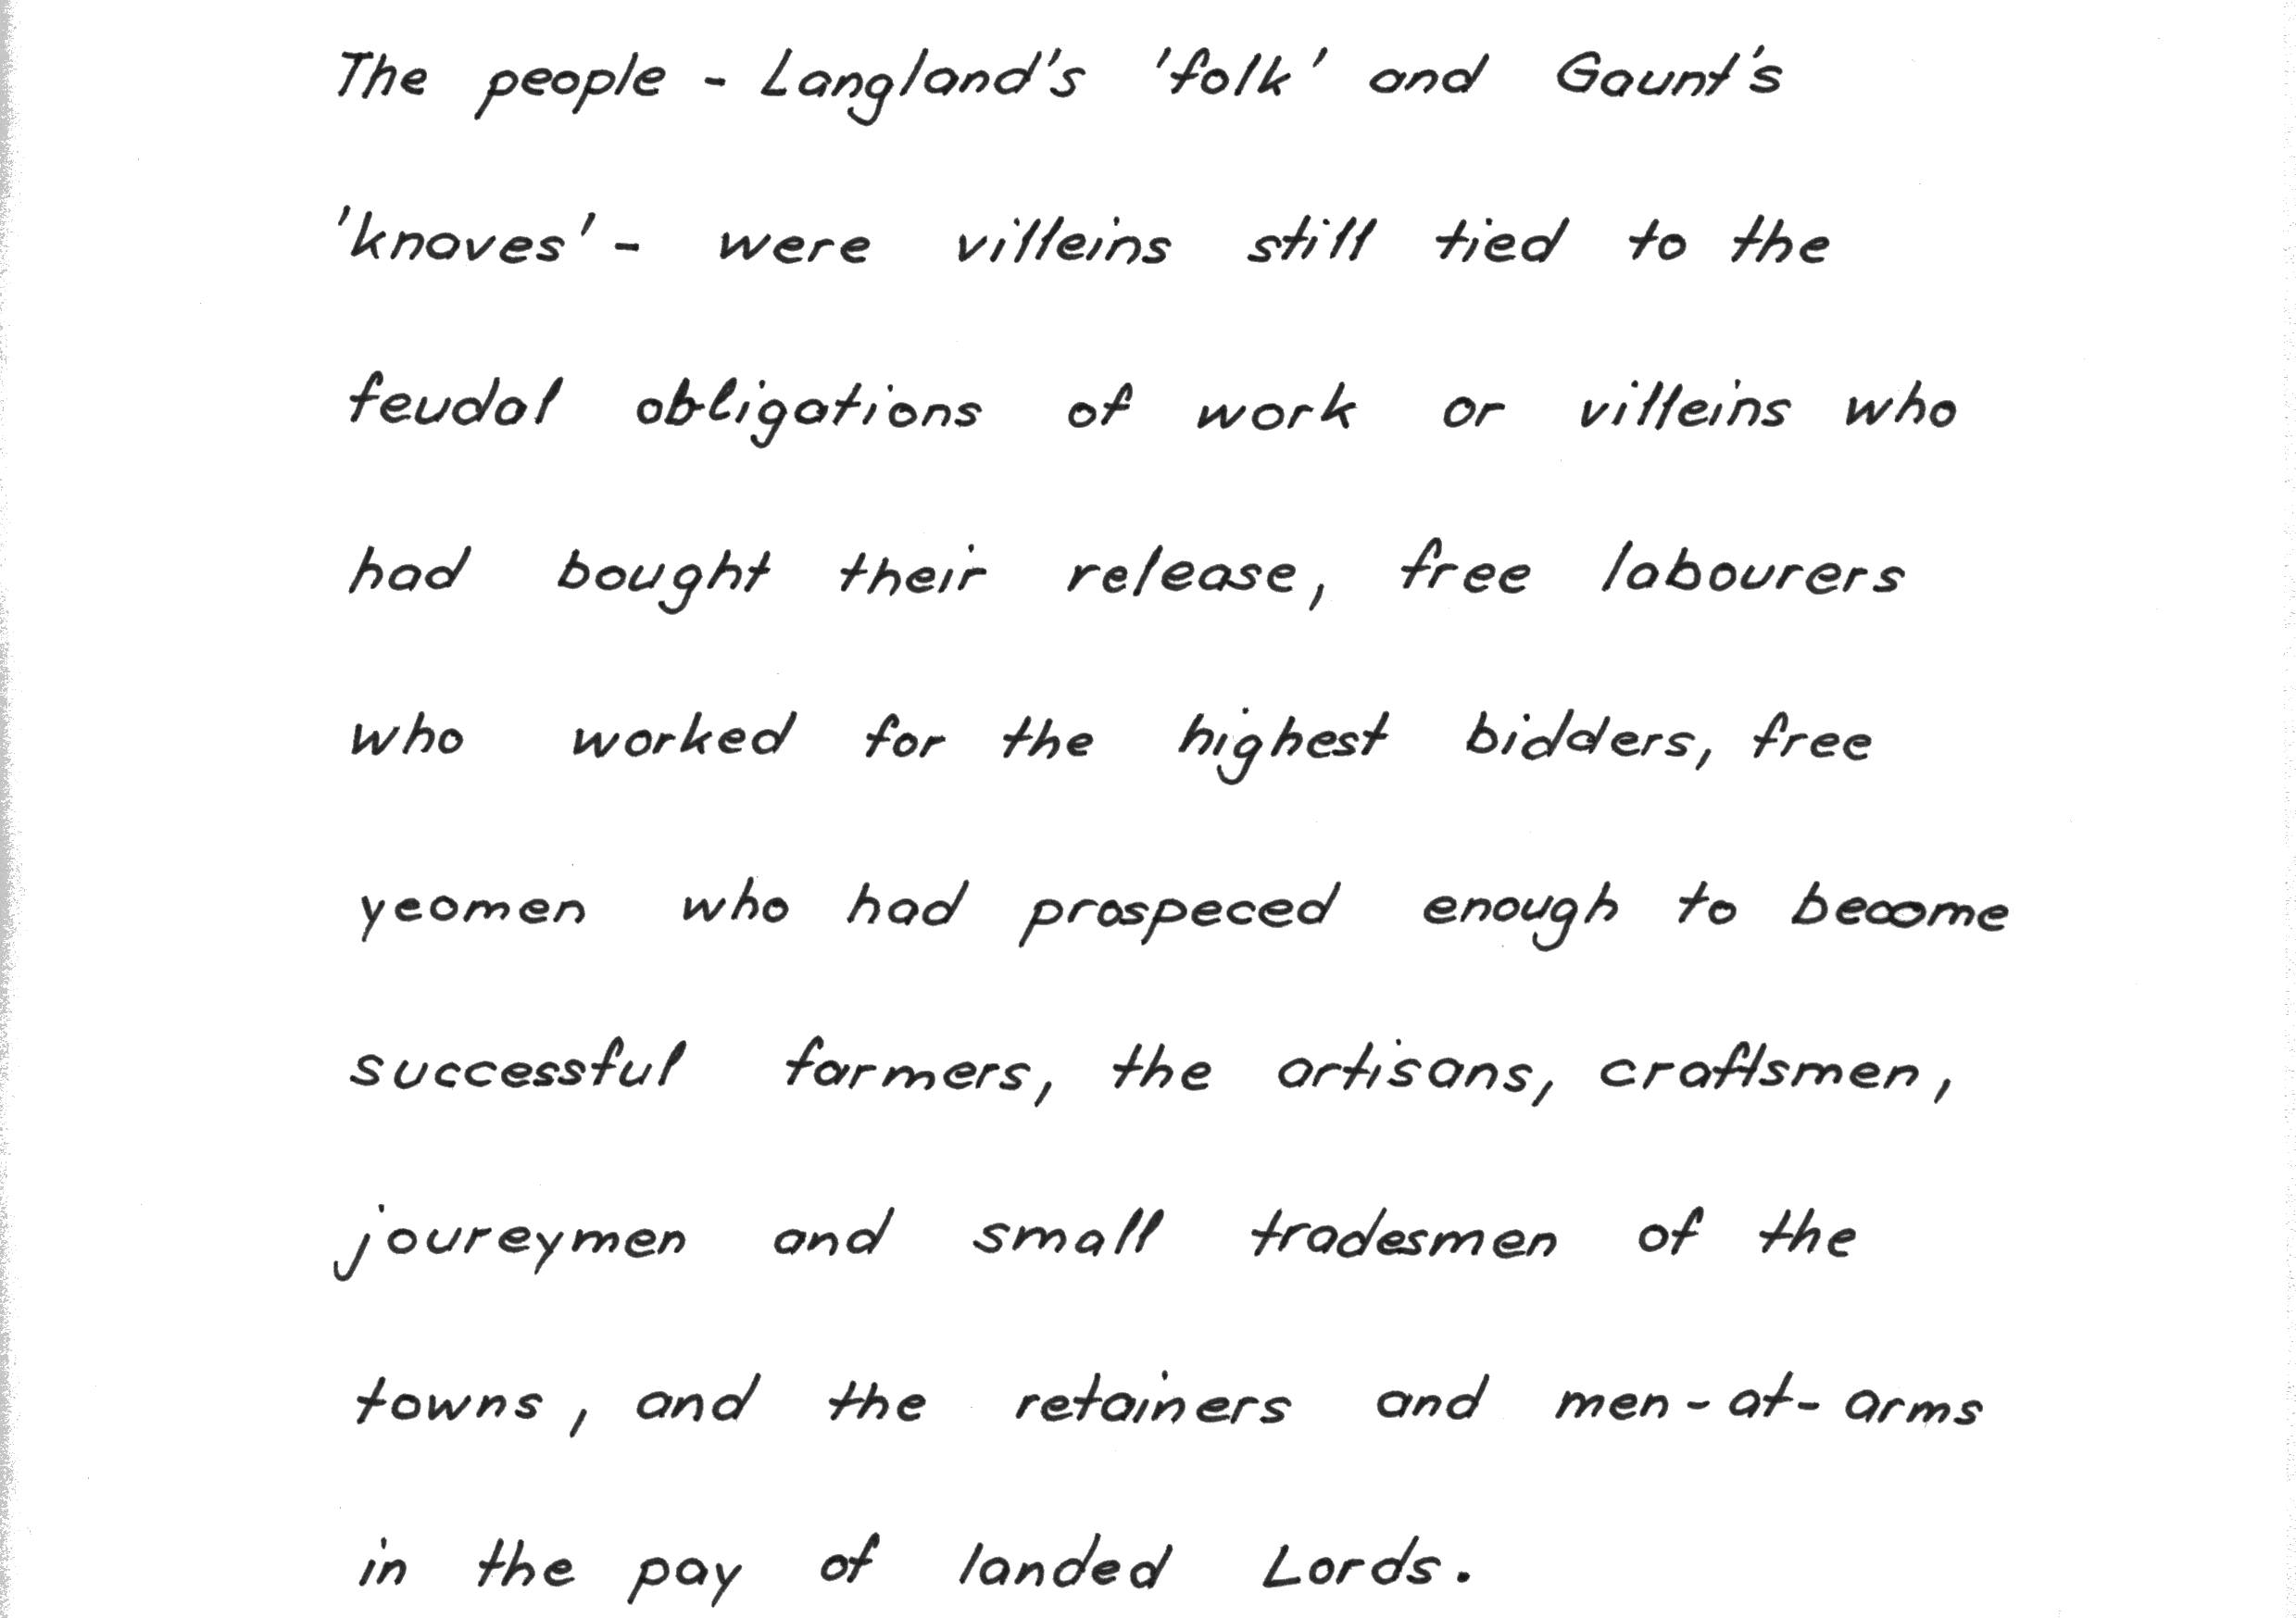 The people - Langland's 'folk' and Gaunt's
'knaves' - were villeins still tied to the
feudal obligations of work or villeins who
had bought their release, free labourers
who worked for the highest bidders, free
yeomen who had prospeced enough to become
successful farmers, the artisans, craftsmen,
joureymen and small tradesmen of the
towns, and the retainers and men-at-arms
in the pay of landed Lords.